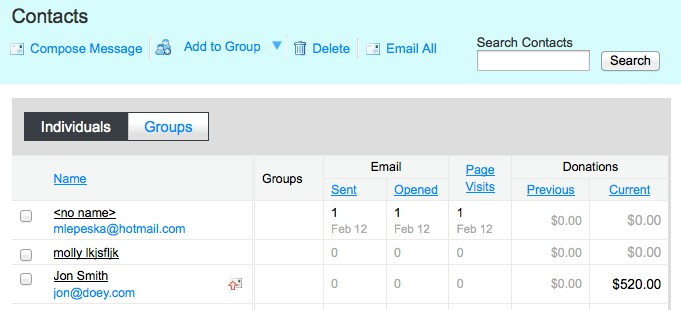 Contacts
Compose Message Add to Group Delete Email All
Search Contacts
Search
Individuals Groups
Name Groups Email Page Visits Donations
Sent Opened Previous Current
<no name> 1 1 1 $0.00 $0.00
mlepeska@hotmail.com Feb 12 Feb 12 Feb 12
molly lkjsfljk 0 0 0 $0.00 $0.00
Jon Smith 0 0 0 $0.00 $520.00
jon@doey.com